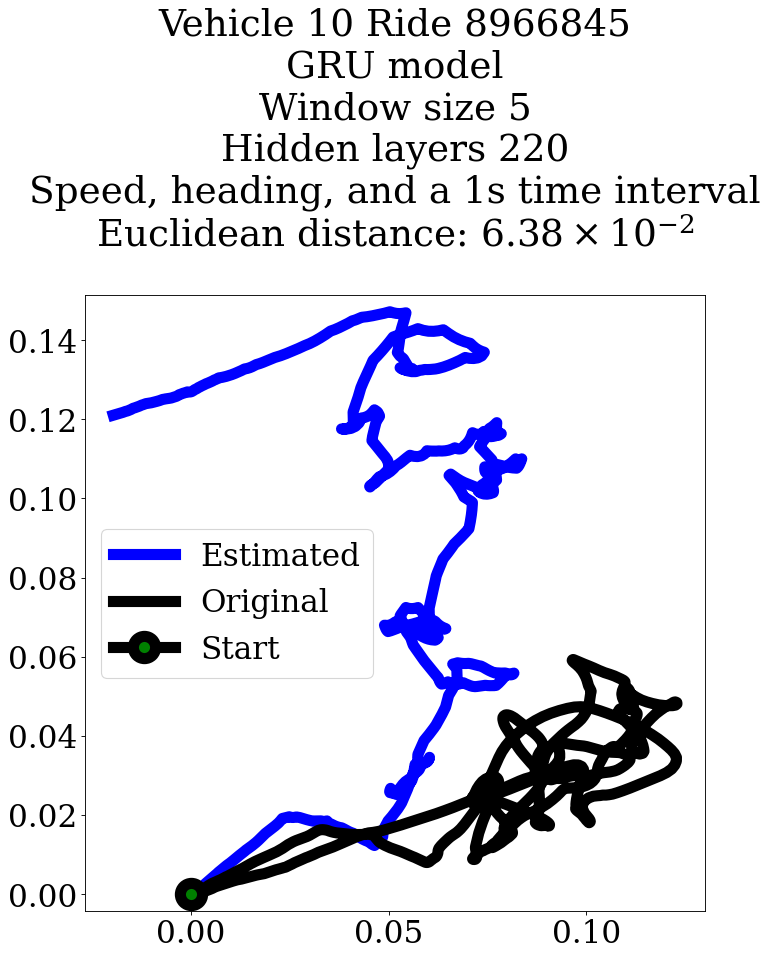 Vehicle 10 Ride 8966845
GRU model
Window size 5
Hidden layers 220
Speed, heading, and a 1s time interval
Euclidean distance: 6.38 × 10⁻²
0.14
0.12
0.10
0.08
0.06
0.04
0.02
0.00
Estimated
Original
Start
0.00 0.05 0.10